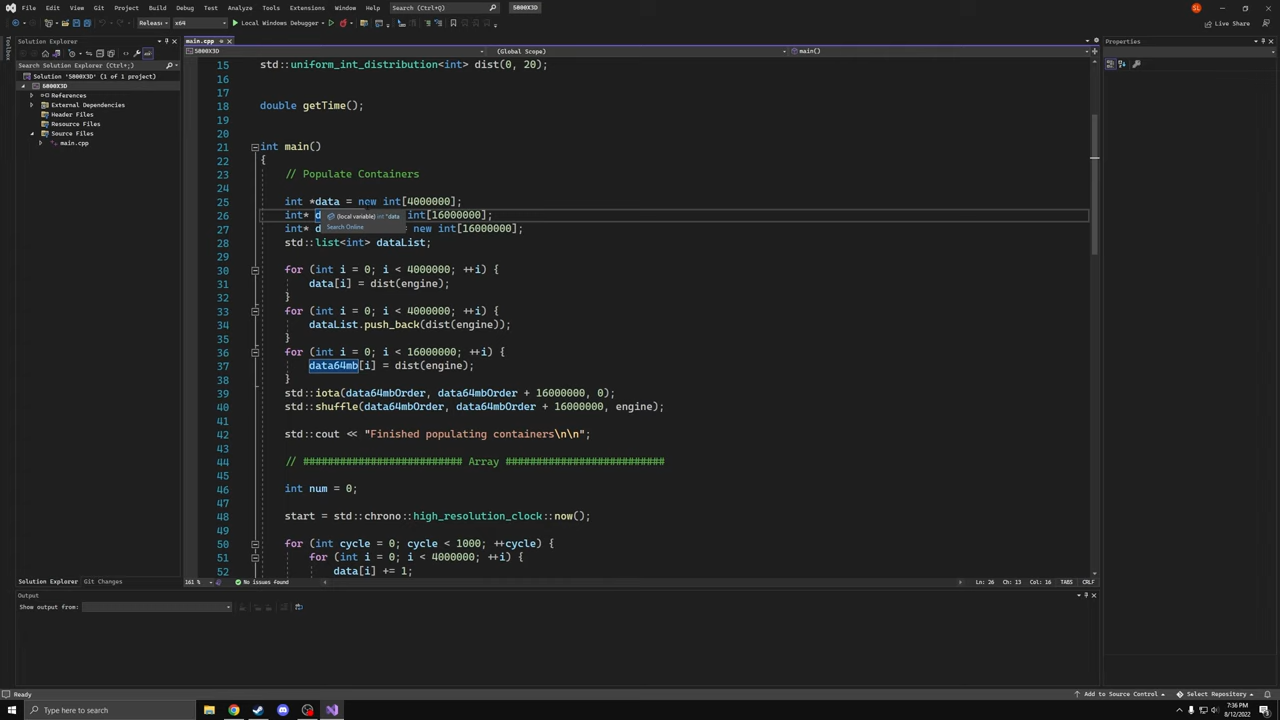 File Edit View Git Project Build Debug Test Analyze Tools Extensions Window Help Search (Ctrl+Q) 5800X3D SL
Release x64 Local Windows Debugger Live Share
Toolbox
Solution Explorer
Search Solution Explorer (Ctrl+;)
Solution '5800X3D' (1 of 1 project)
5800X3D
References
External Dependencies
Header Files
Resource Files
Source Files
main.cpp
main.cpp
5800X3D (Global Scope) main()
15 std::uniform_int_distribution<int> dist(0, 20);
16
17
18 double getTime();
19
20
21 int main()
22 {
23 // Populate Containers
24
25 int *data = new int[4000000];
26 int* d int[16000000];
27 int* d new int[16000000];
(local variable) int *data
Search Online
28 std::list<int> dataList;
29
30 for (int i = 0; i < 4000000; ++i) {
31 data[i] = dist(engine);
32 }
33 for (int i = 0; i < 4000000; ++i) {
34 dataList.push_back(dist(engine));
35 }
36 for (int i = 0; i < 16000000; ++i) {
37 data64mb[i] = dist(engine);
38 }
39 std::iota(data64mbOrder, data64mbOrder + 16000000, 0);
40 std::shuffle(data64mbOrder, data64mbOrder + 16000000, engine);
41
42 std::cout << "Finished populating containers\n\n";
43
44 // ########################## Array ##########################
45
46 int num = 0;
47
48 start = std::chrono::high_resolution_clock::now();
49
50 for (int cycle = 0; cycle < 1000; ++cycle) {
51 for (int i = 0; i < 4000000; ++i) {
52 data[i] += 1;
161 % No issues found Ln: 26 Ch: 13 Col: 16 TABS CRLF
Properties
Solution Explorer Git Changes
Output
Show output from:
Ready Add to Source Control Select Repository
Type here to search
7:36 PM
8/12/2022